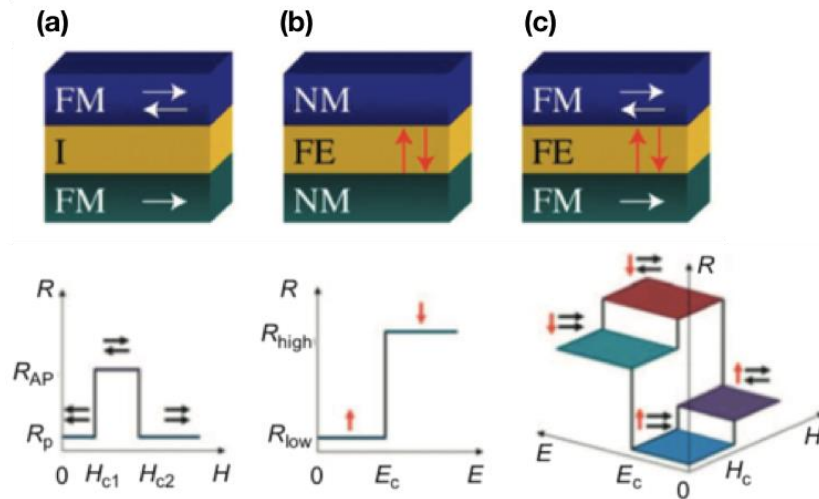 (a) (b) (c)
FM NM FM
I FE FE
FM NM FM
R R R
R_AP R_high
R_p R_low
0 H_c1 H_c2 H
0 E_c E
E E_c 0 H_c H